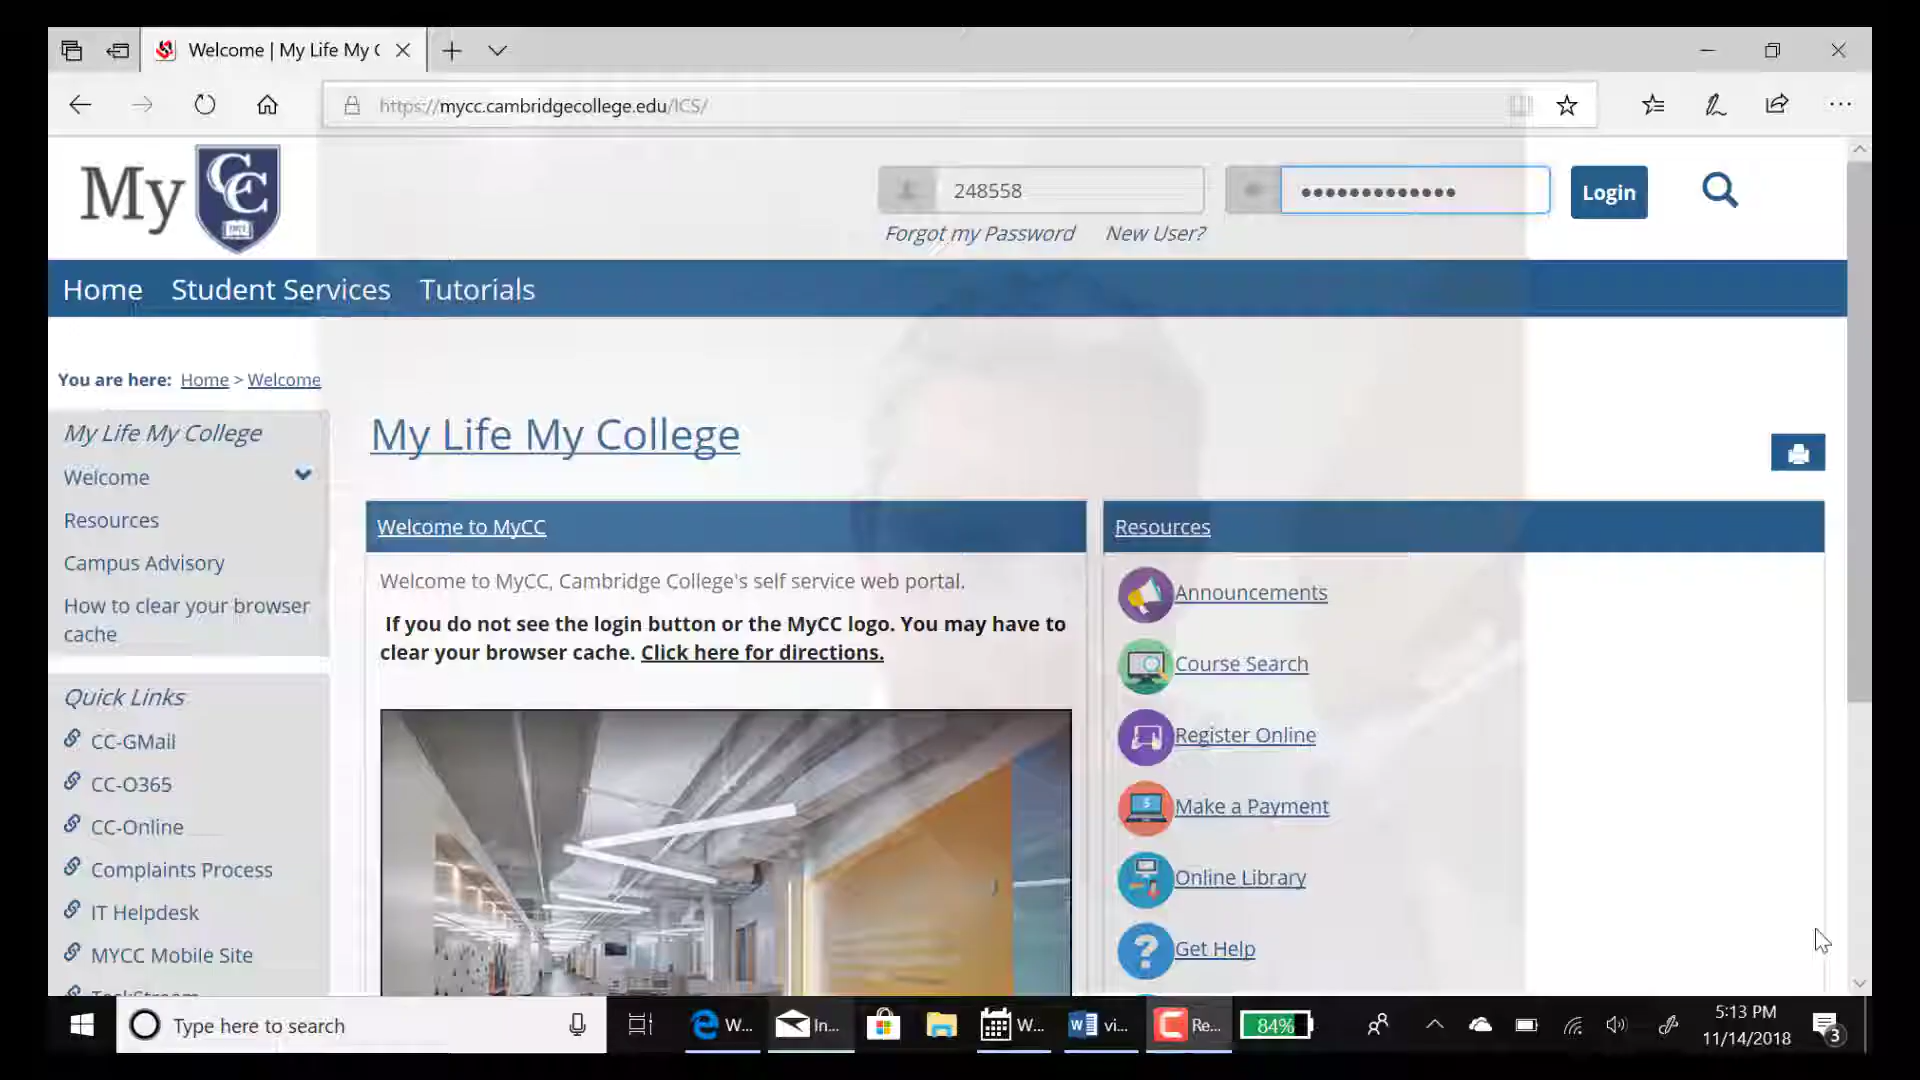 Welcome | My Life My C
https://mycc.cambridgecollege.edu/ICS/
My CC
248558
•••••••••••••
Login
Forgot my Password New User?
Home Student Services Tutorials
You are here: Home > Welcome
My Life My College
Welcome
Resources
Campus Advisory
How to clear your browser
cache
Quick Links
CC-GMail
CC-O365
CC-Online
Complaints Process
IT Helpdesk
MYCC Mobile Site
My Life My College
Welcome to MyCC
Welcome to MyCC, Cambridge College's self service web portal.
If you do not see the login button or the MyCC logo. You may have to
clear your browser cache. Click here for directions.
Resources
Announcements
Course Search
Register Online
Make a Payment
Online Library
Get Help
Type here to search
W...
In...
W...
vi...
Re...
84%
5:13 PM
11/14/2018
3